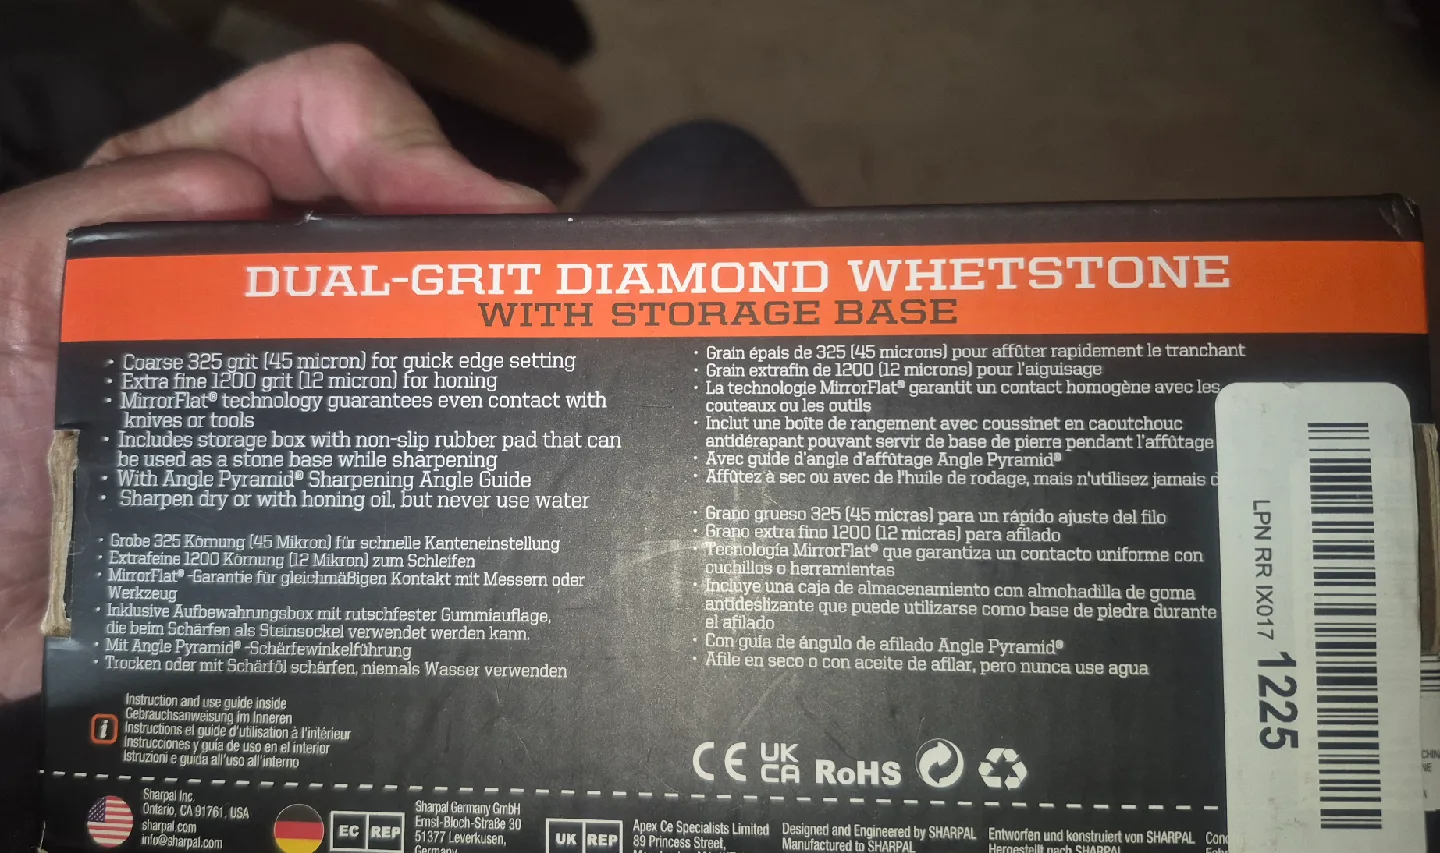 DUAL-GRIT DIAMOND WHETSTONE
WITH STORAGE BASE
• Coarse 325 grit (45 micron) for quick edge setting
• Extra fine 1200 grit (12 micron) for honing
• MirrorFlat® technology guarantees even contact with
knives or tools
• Includes storage box with non-slip rubber pad that can
be used as a stone base while sharpening
• With Angle Pyramid® Sharpening Angle Guide
• Sharpen dry or with honing oil, but never use water
• Grobe 325 Körnung (45 Mikron) für schnelle Kanteneinstellung
• Extrafeine 1200 Körnung (12 Mikron) zum Schleifen
• MirrorFlat® -Garantie für gleichmäßigen Kontakt mit Messern oder
Werkzeug
• Inklusive Aufbewahrungsbox mit rutschfester Gummiauflage,
die beim Schärfen als Steinsockel verwendet werden kann.
• Mit Angle Pyramid® -Schärfewinkelführung
• Trocken oder mit Schärföl schärfen, niemals Wasser verwenden
• Grain épais de 325 (45 microns) pour affûter rapidement le tranchant
• Grain extrafin de 1200 (12 microns) pour l'aiguisage
• La technologie MirrorFlat® garantit un contact homogène avec les
couteaux ou les outils
• Inclut une boîte de rangement avec coussinet en caoutchouc
antidérapant pouvant servir de base de pierre pendant l'affûtage
• Avec guide d'angle d'affûtage Angle Pyramid®
• Affûtez à sec ou avec de l'huile de rodage, mais n'utilisez jamais
• Grano grueso 325 (45 micras) para un rápido ajuste del filo
• Grano extra fino 1200 (12 micras) para afilado
• Tecnología MirrorFlat® que garantiza un contacto uniforme con
cuchillos o herramientas
• Incluye una caja de almacenamiento con almohadilla de goma
antideslizante que puede utilizarse como base de piedra durante
el afilado
• Con guía de ángulo de afilado Angle Pyramid®
• Afile en seco o con aceite de afilar, pero nunca use agua
i
Instruction and use guide inside
Gebrauchsanweisung im Inneren
Instructions et guide d'utilisation à l'intérieur
Instrucciones y guía de uso en el interior
Istruzioni e guida all'uso all'interno
CE UK CA RoHS
LPN RR IX017 1225
Sharpal Inc.
Ontario, CA 91761, USA
sharpal.com
info@sharpal.com
EC REP
Sharpal Germany GmbH
Ernst-Bloch-Strasse 30
51377 Leverkusen,
Germany
UK REP
Apex Ce Specialists Limited
89 Princess Street,
Designed and Engineered by SHARPAL
Manufactured to SHARPAL
Entworfen und konstruiert von SHARPAL
Hergestellt nach SHARPAL